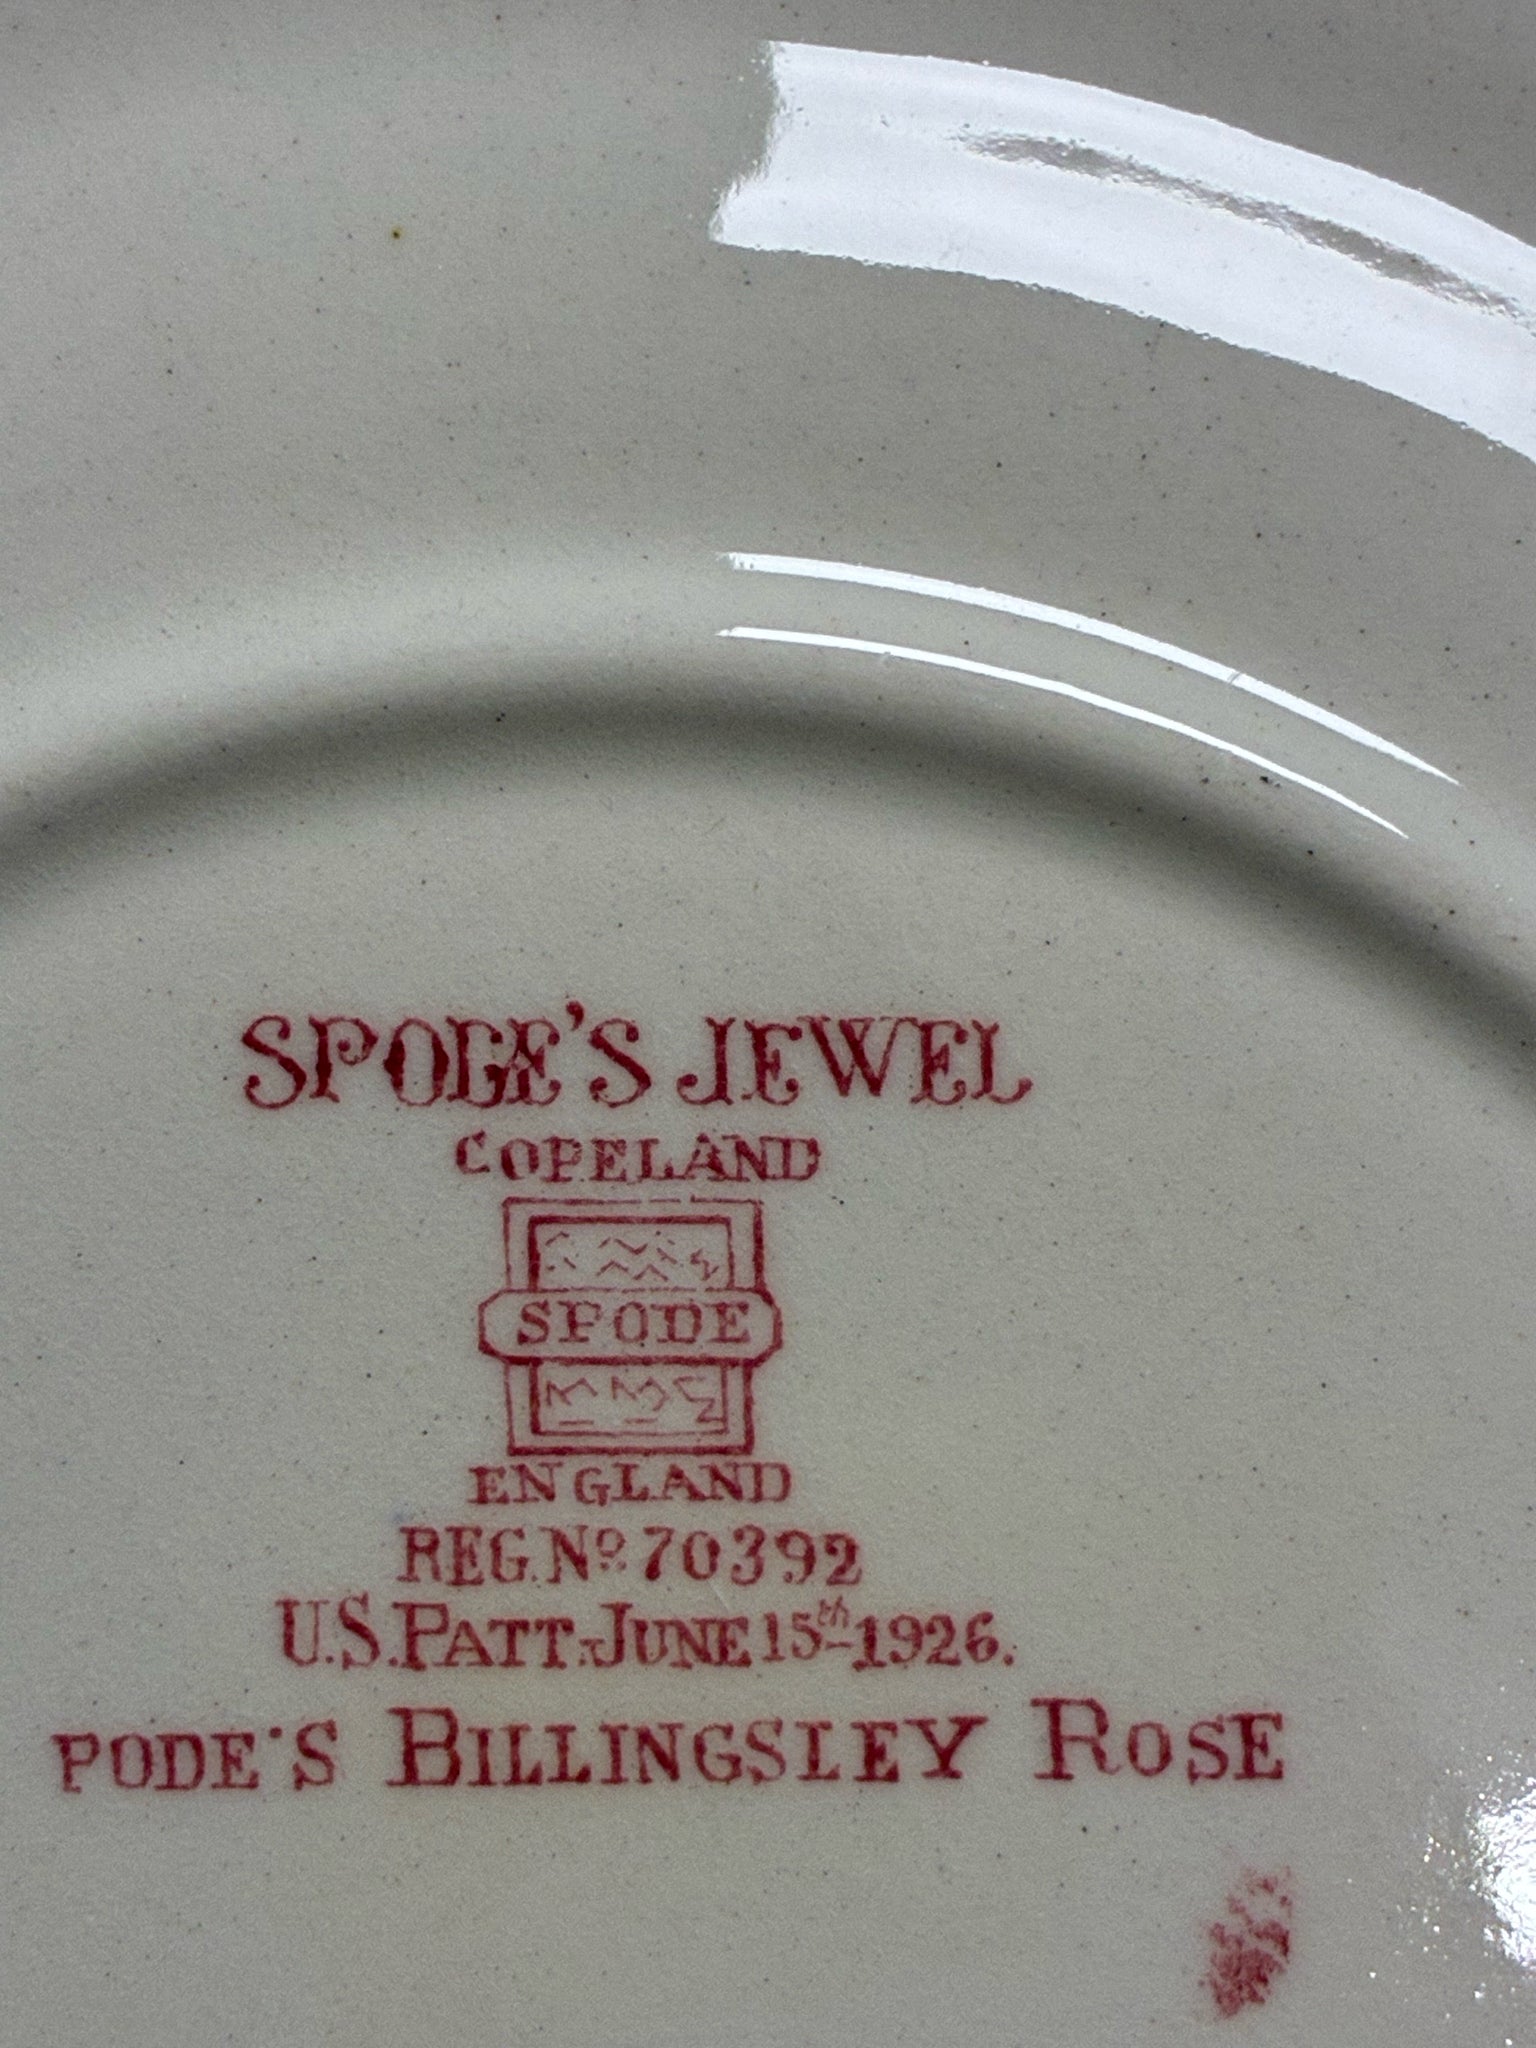 SPODE'S JEWEL
COPELAND
SPODE
ENGLAND
REG. No. 70392
U.S. PATT. JUNE 15th 1926.
PODE'S BILLINGSLEY ROSE